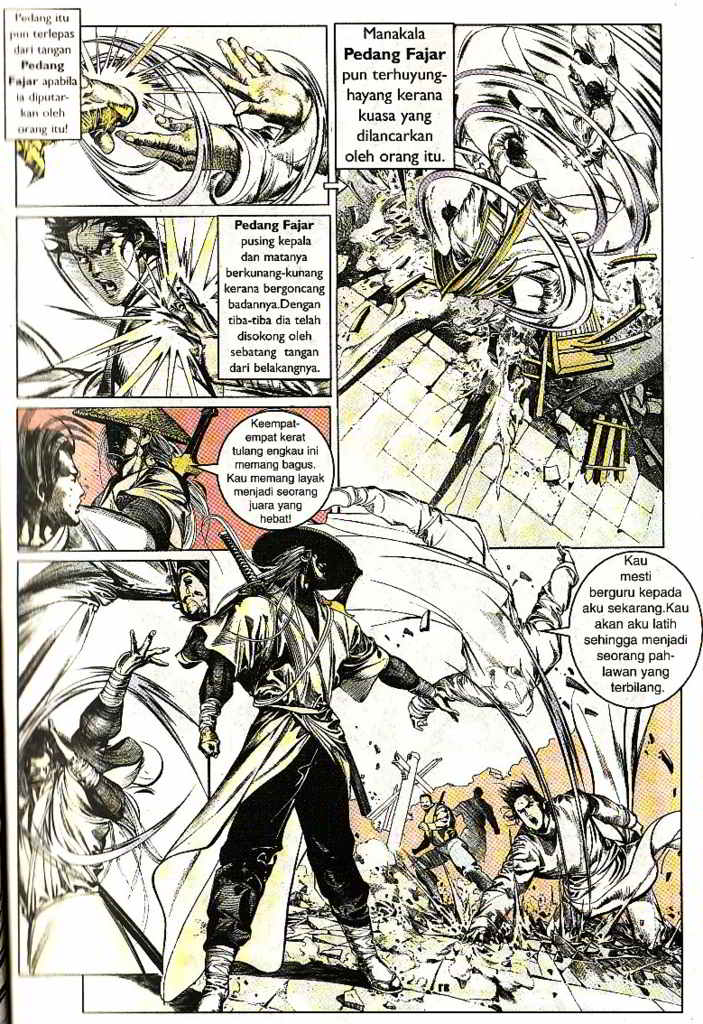 Pedang itu
pun terlepas
dari tangan
Pedang
Fajar apabila
ia diputar-
kan oleh
orang itu!
Manakala
Pedang Fajar
pun terhuyung-
hayang kerana
kuasa yang
dilancarkan
oleh orang itu.
Pedang Fajar
pusing kepala
dan matanya
berkunang-kunang
kerana bergoncang
badannya.Dengan
tiba-tiba dia telah
disokong oleh
sebatang tangan
dari belakangnya.
Keempat-
empat kerat
tulang engkau ini
memang bagus.
Kau memang layak
menjadi seorang
juara yang
hebat!
Kau
mesti
berguru kepada
aku sekarang.Kau
akan aku latih
sehingga menjadi
seorang pah-
lawan yang
terbilang.